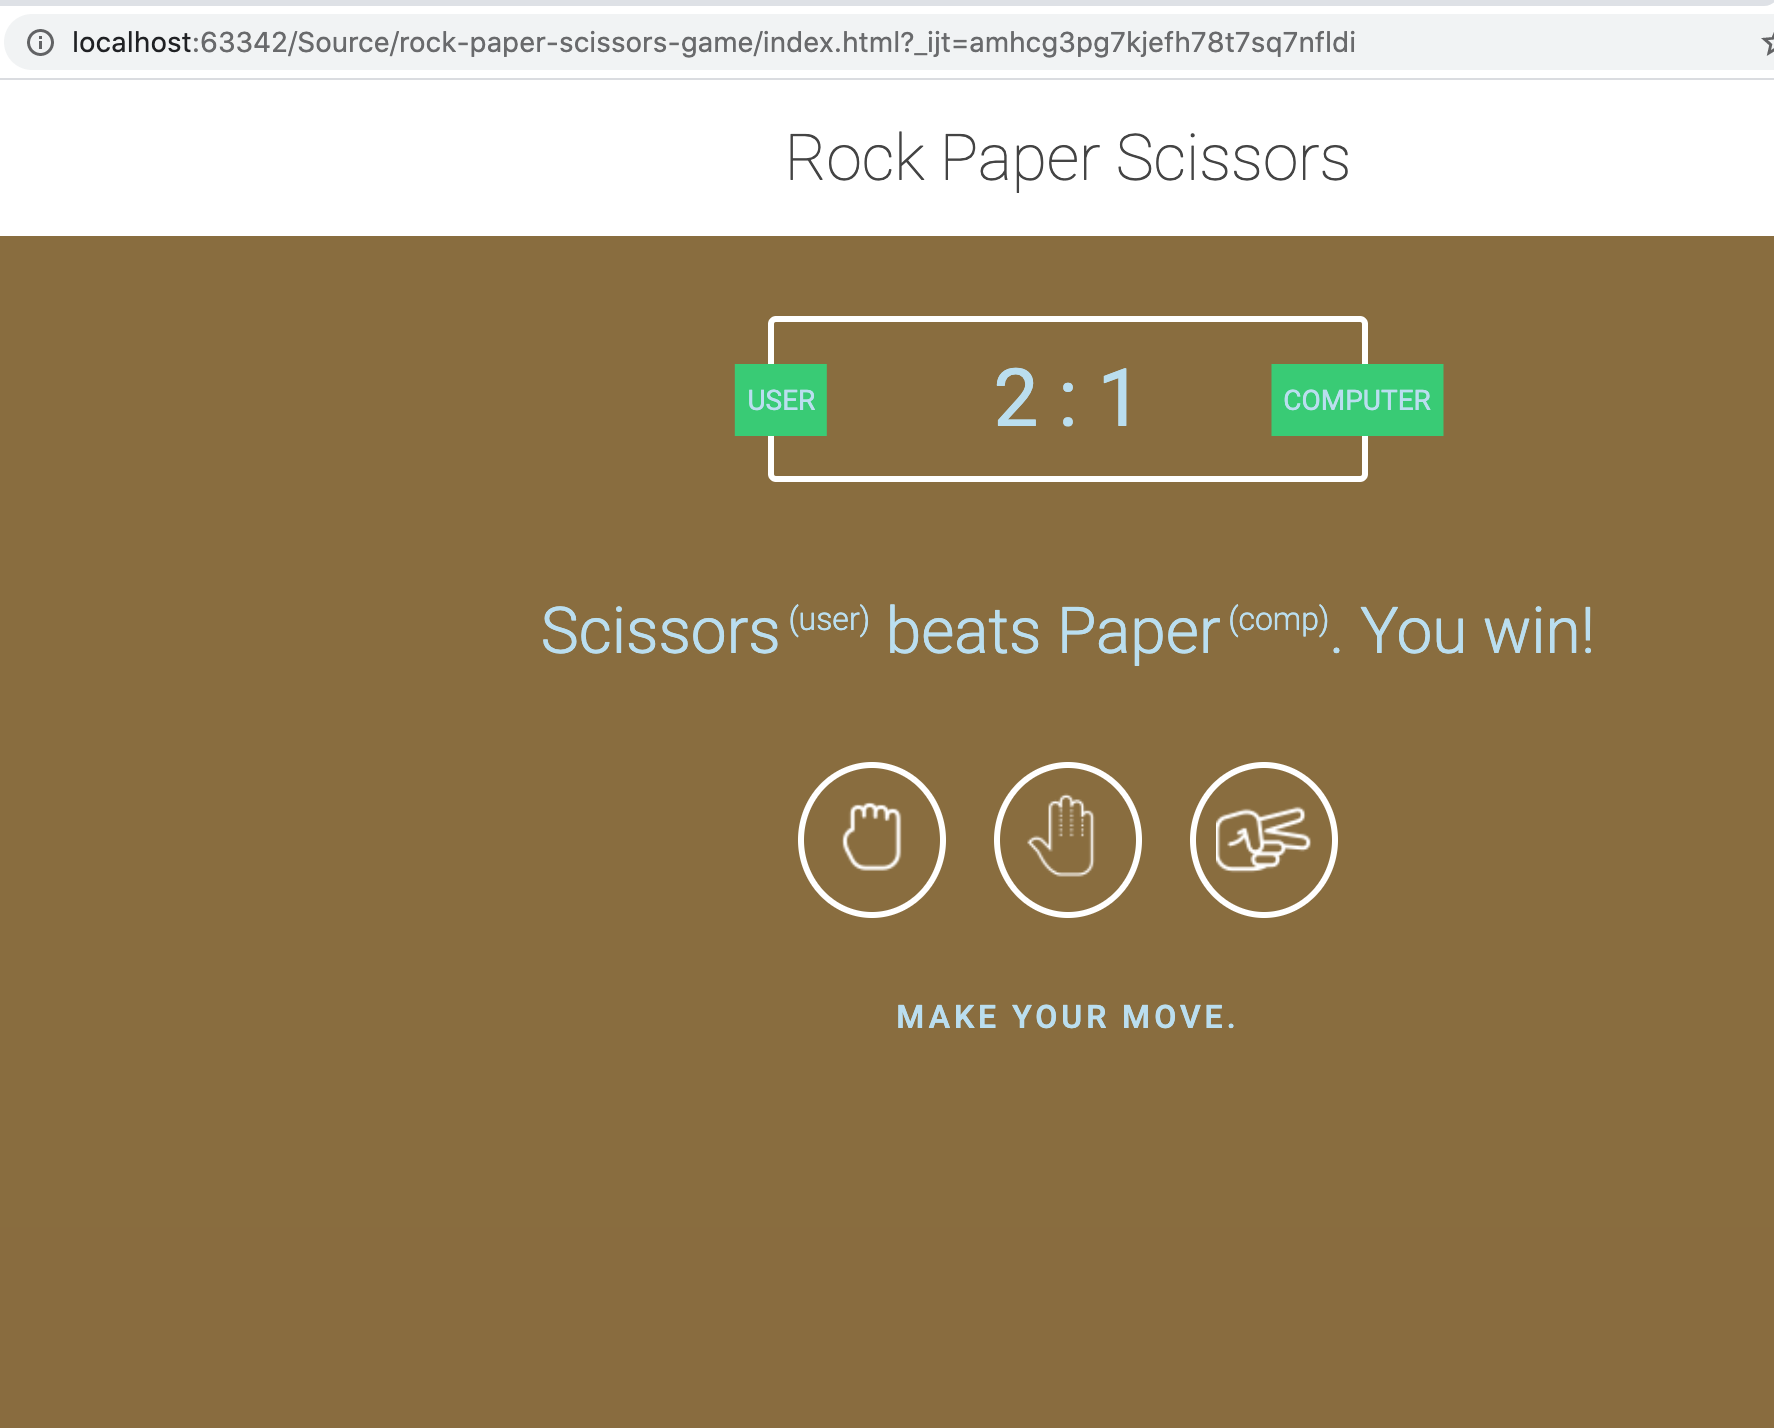 localhost:63342/Source/rock-paper-scissors-game/index.html?_ijt=amhcg3pg7kjefh78t7sq7nfldi
Rock Paper Scissors
USER 2 : 1 COMPUTER
Scissors (user) beats Paper (comp). You win!
MAKE YOUR MOVE.